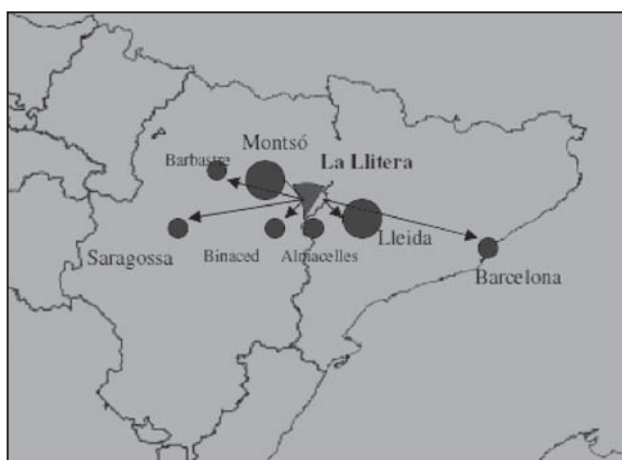 Montsó
Barbastre
La Llitera
Saragossa
Binaced
Almacelles
Lleida
Barcelona